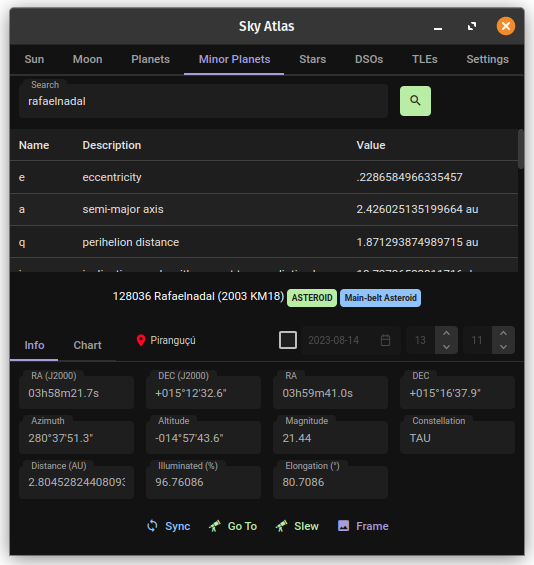 Sky Atlas
Sun Moon Planets Minor Planets Stars DSOs TLEs Settings
Search
rafaelnadal
Name Description Value
e eccentricity .2286584966335457
a semi-major axis 2.426025135199664 au
q perihelion distance 1.871293874989715 au
128036 Rafaelnadal (2003 KM18) ASTEROID Main-belt Asteroid
Info Chart Piranguçú 2023-08-14 13 11
RA (J2000) DEC (J2000) RA DEC
03h58m21.7s +015°12'32.6" 03h59m41.0s +015°16'37.9"
Azimuth Altitude Magnitude Constellation
280°37'51.3" -014°57'43.6" 21.44 TAU
Distance (AU) Illuminated (%) Elongation (°)
2.80452824408093 96.76086 80.7086
Sync Go To Slew Frame